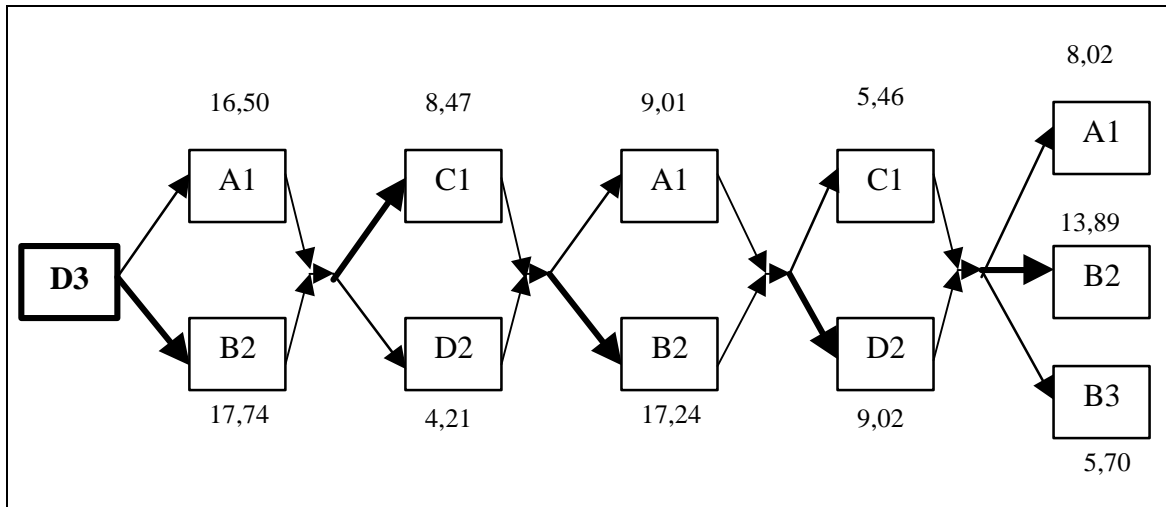 8,02
16,50 8,47 9,01 5,46
A1
A1 C1 A1 C1
13,89
D3 B2
B2 D2 B2 D2
B3
17,74 4,21 17,24 9,02
5,70